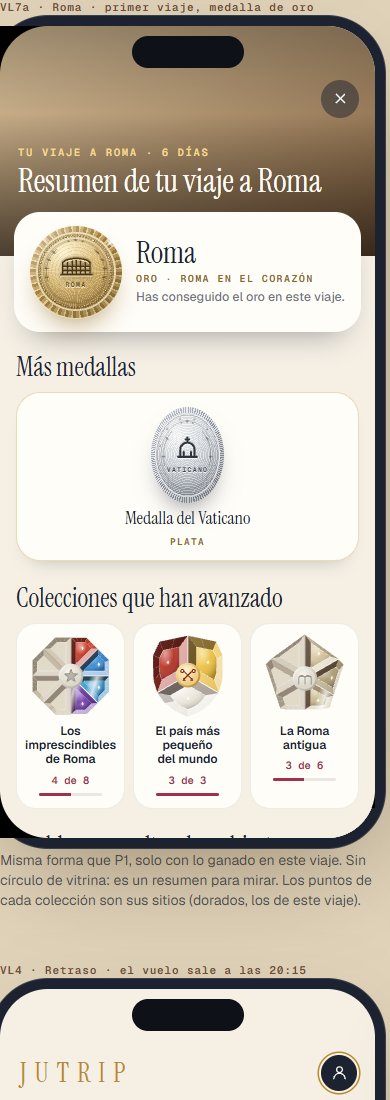 VL7a · Roma · primer viaje, medalla de oro
TU VIAJE A ROMA · 6 DÍAS
Resumen de tu viaje a Roma
ROMA
Roma
ORO · ROMA EN EL CORAZÓN
Has conseguido el oro en este viaje.
Más medallas
VATICANO
Medalla del Vaticano
PLATA
Colecciones que han avanzado
Los
imprescindibles
de Roma
4 de 8
El país más
pequeño
del mundo
3 de 3
La Roma
antigua
3 de 6
Misma forma que P1, solo con lo ganado en este viaje. Sin
círculo de vitrina: es un resumen para mirar. Los puntos de
cada colección son sus sitios (dorados, los de este viaje).
VL4 · Retraso · el vuelo sale a las 20:15
JUTRIP